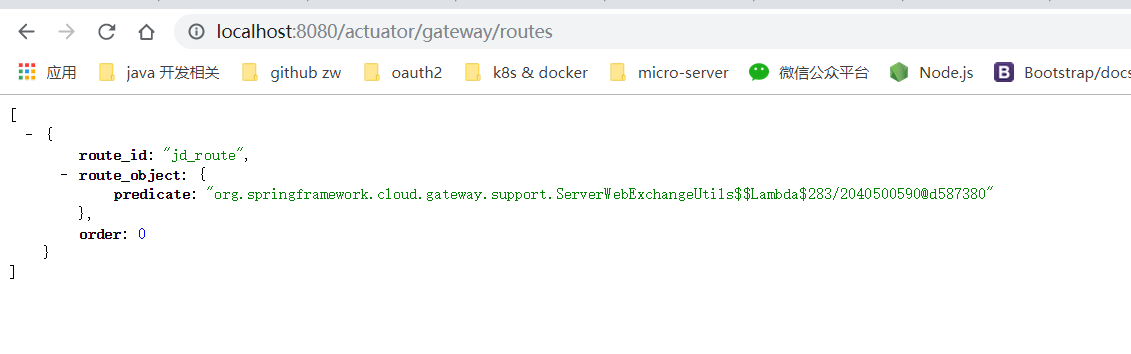 localhost:8080/actuator/gateway/routes
应用 java 开发相关 github zw oauth2 k8s & docker micro-server 微信公众平台 Node.js B Bootstrap/docs
[
- {
route_id: "jd_route",
- route_object: {
predicate: "org.springframework.cloud.gateway.support.ServerWebExchangeUtils$$Lambda$283/2040500590@d587380"
},
order: 0
}
]